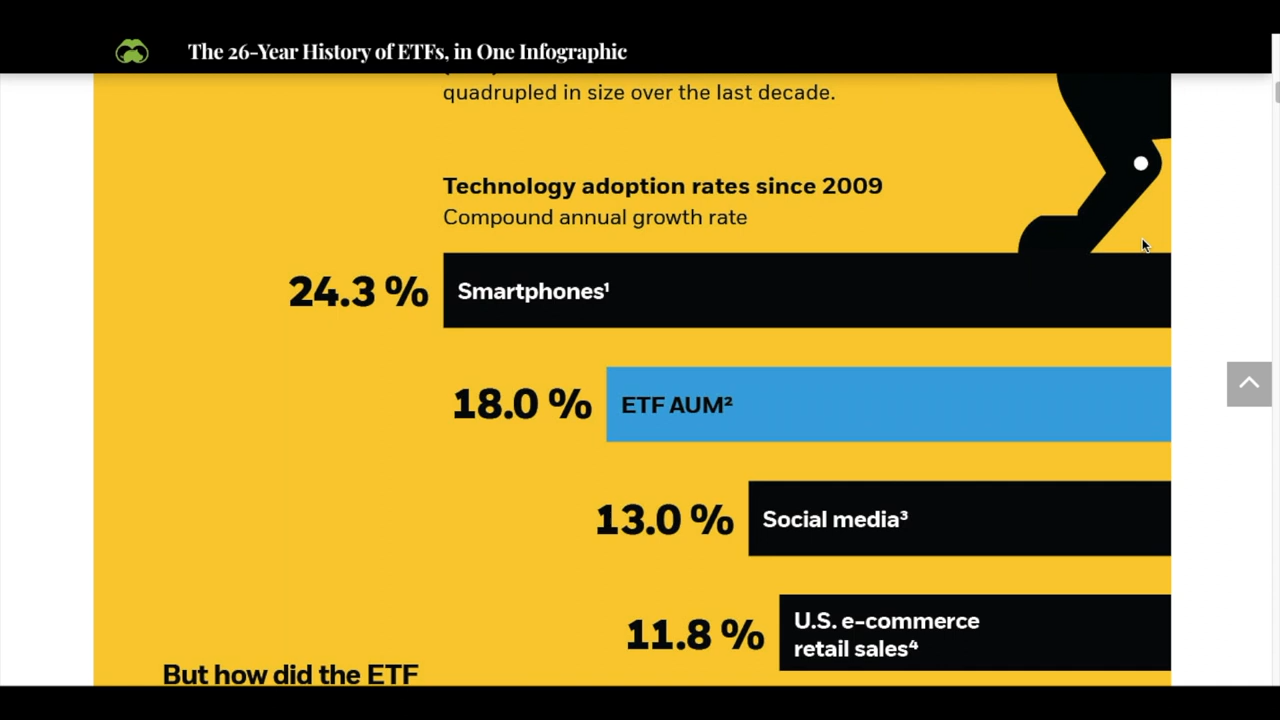 The 26-Year History of ETFs, in One Infographic
quadrupled in size over the last decade.
Technology adoption rates since 2009
Compound annual growth rate
24.3 %
Smartphones¹
18.0 %
ETF AUM²
13.0 %
Social media³
11.8 %
U.S. e-commerce
retail sales⁴
But how did the ETF